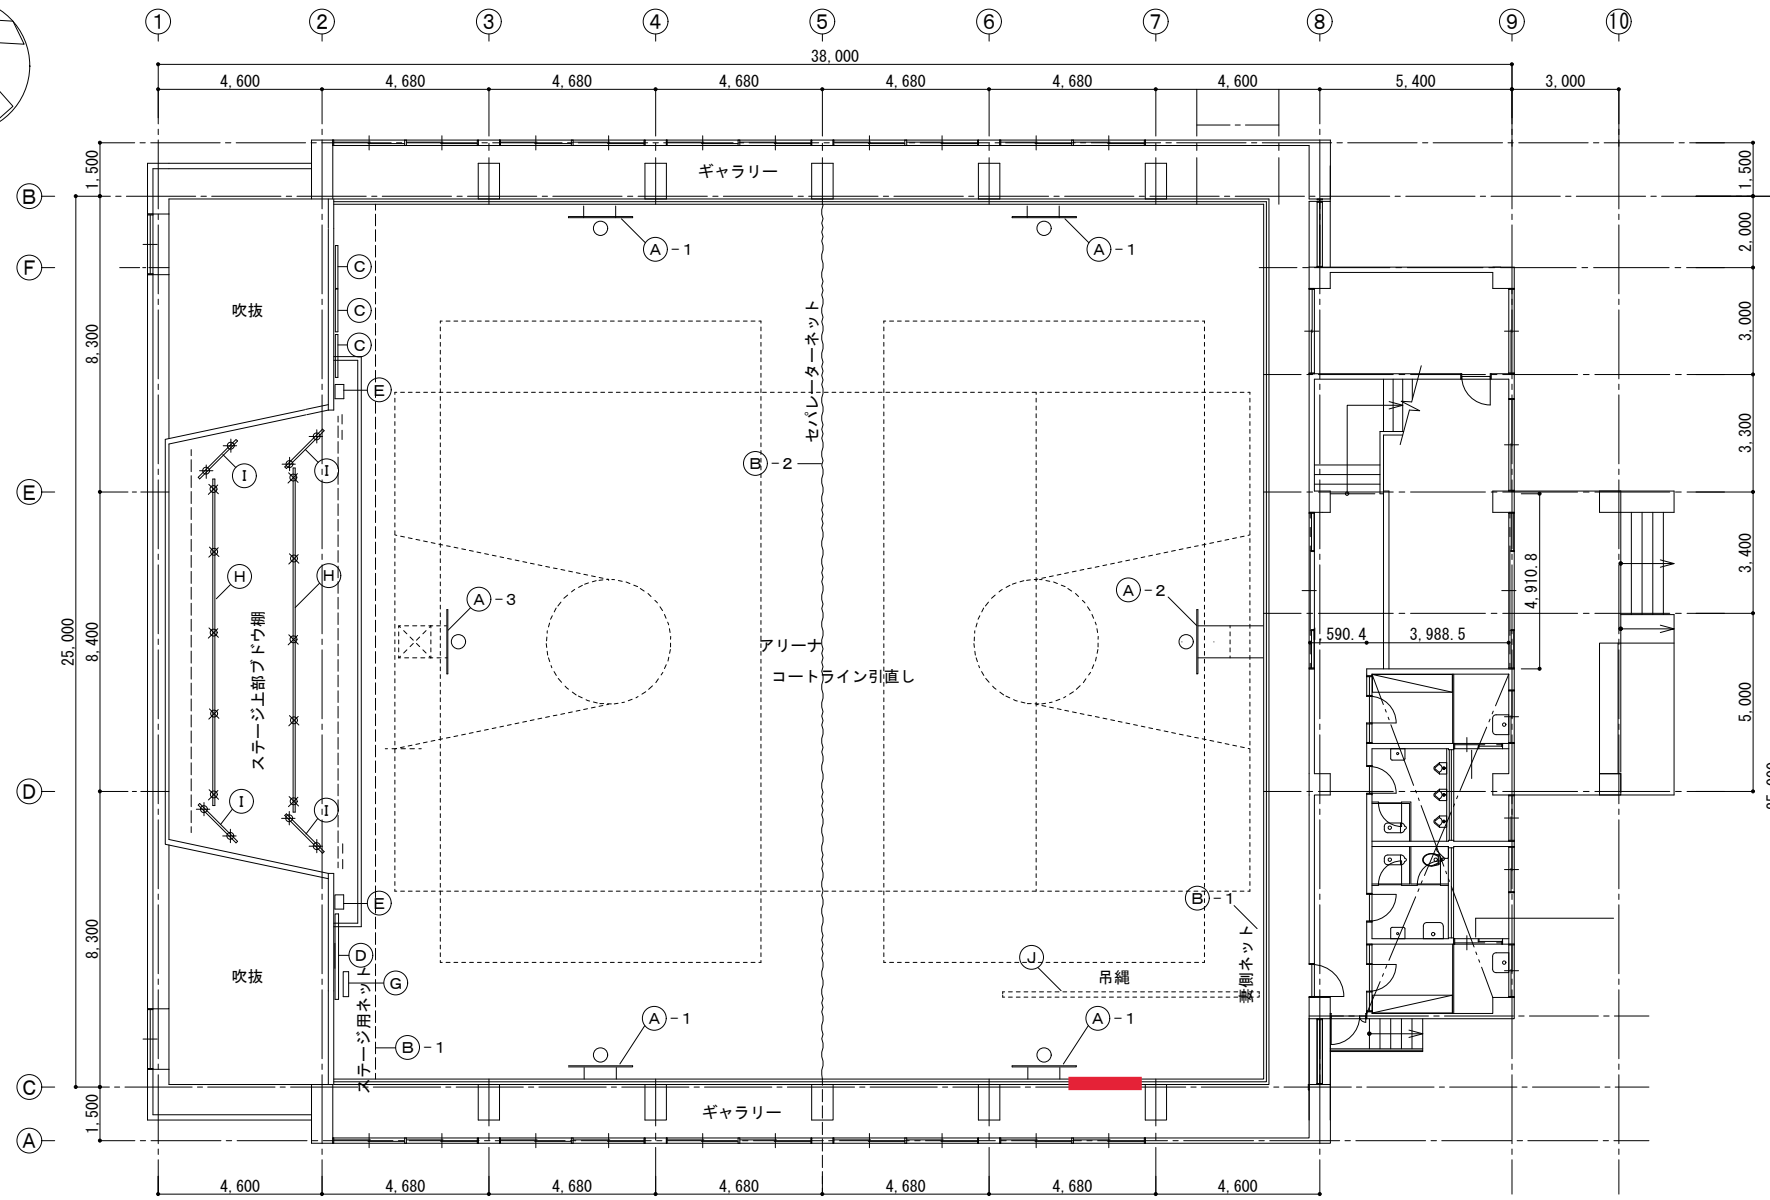 1 2 3 4 5 6 7 8 9 10
38,000
4,600 4,680 4,680 4,680 4,680 4,680 4,600 5,400 3,000
1,500
ギャラリー
1,500
B
F
A-1
A-1
2,000
C
C
C
吹抜
セパレーターネット
3,000
8,300
E
3,300
I
I
B-2
E
H
H
ステージ上部ブドウ棚
A-3
A-2
4,910.8
3,400
25,000
8,400
アリーナ
コートライン引直し
590.4
3,988.5
5,000
D
I
I
E
B-1
妻側ネット
8,300
D
G
吹抜
ステージ用ネット
J
吊縄
A-1
A-1
B-1
C
1,500
ギャラリー
A
4,600 4,680 4,680 4,680 4,680 4,680 4,600